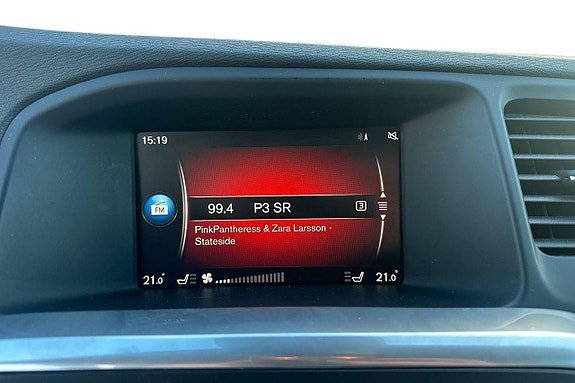 15:19
FM
99.4 P3 SR 3
PinkPantheress & Zara Larsson -
Stateside
21.0° 21.0°